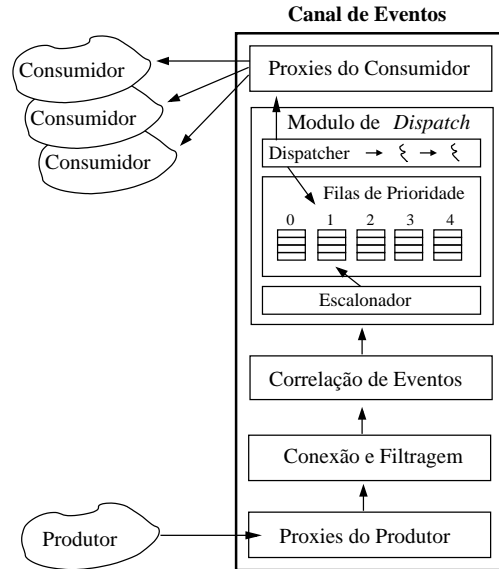 Canal de Eventos
Consumidor
Consumidor
Consumidor
Proxies do Consumidor
Modulo de Dispatch
Dispatcher
Filas de Prioridade
0 1 2 3 4
Escalonador
Correlação de Eventos
Conexão e Filtragem
Produtor
Proxies do Produtor